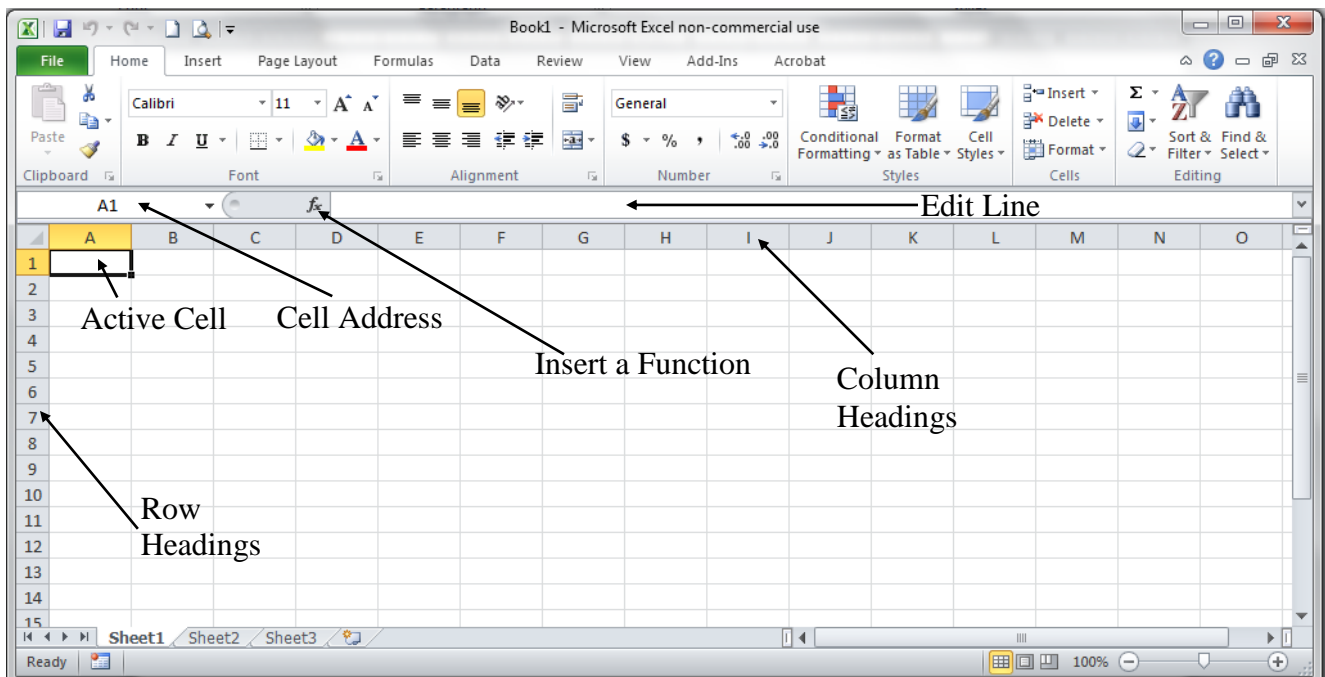 Book1 - Microsoft Excel non-commercial use
File Home Insert Page Layout Formulas Data Review View Add-Ins Acrobat
Paste
Calibri 11 A A
B I U A
General
$ % , .0 .00 .00 .0
Conditional Formatting
Format as Table
Cell Styles
Insert
Delete
Format
Σ
Sort & Filter
Find & Select
Clipboard Font Alignment Number Styles Cells Editing
A1 fx Edit Line
A B C D E F G H I J K L M N O
1
2
3 Active Cell Cell Address
4
5 Insert a Function
6 Column
7 Headings
8
9
10 Row
11
12 Headings
13
14
15
Sheet1 Sheet2 Sheet3
Ready 100%